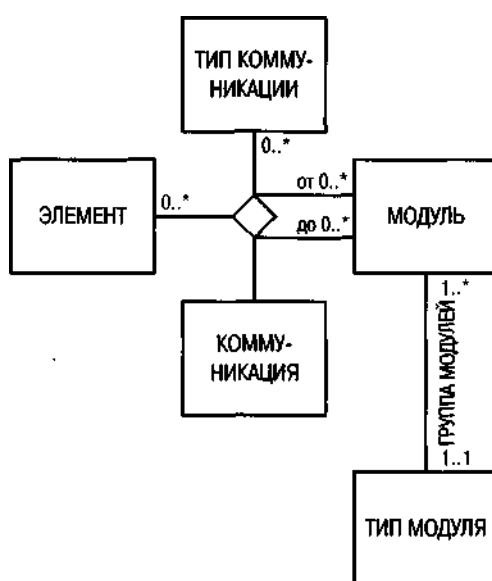 ТИП КОММУ-
НИКАЦИИ
0..*
ЭЛЕМЕНТ
0..*
от 0..*
до 0..*
МОДУЛЬ
КОММУ-
НИКАЦИЯ
1..*
ГРУППА МОДУЛЕЙ
1..1
ТИП МОДУЛЯ